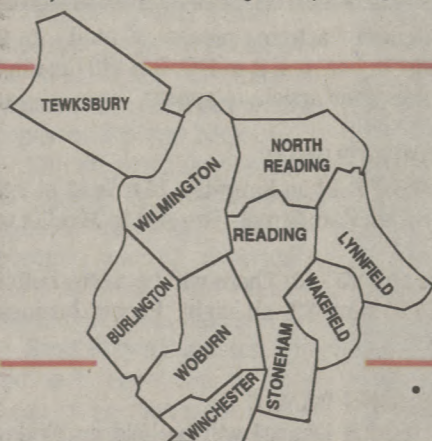 TEWKSBURY
NORTH
READING
WILMINGTON
READING
LYNNFIELD
BURLINGTON
WAKEFIELD
WOBURN
STONEHAM
WINCHESTER